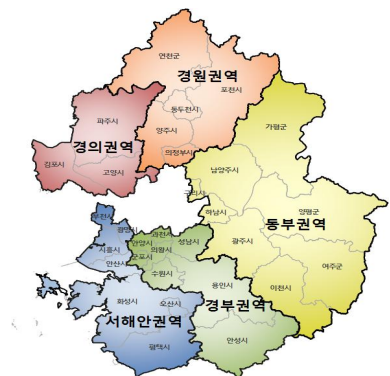 연천군
포천시
경원권역
동두천시
파주시
양주시
가평군
경의권역
의정부시
김포시
고양시
남양주시
구리시
부천시
하남시
양평군
광명시
과천시
동부권역
안양시
성남시
의왕시
시흥시
광주시
군포시
안산시
여주군
수원시
용인시
이천시
화성시
오산시
경부권역
서해안권역
안성시
평택시